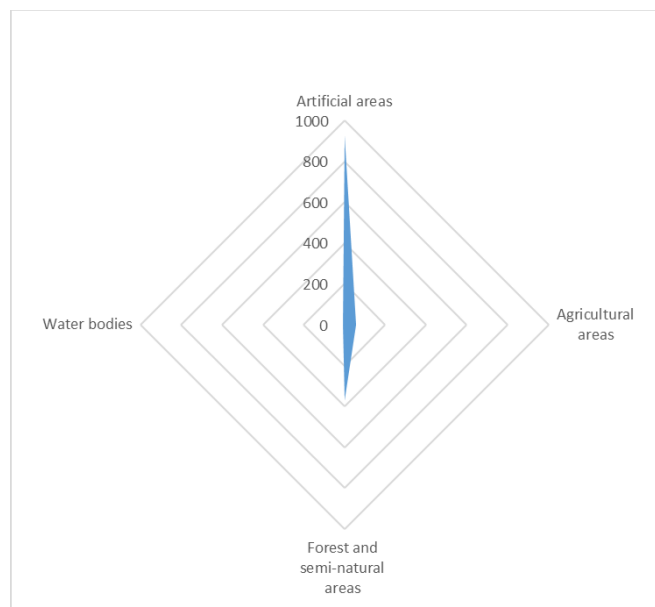 Artificial areas
1000
800
600
400
200
0
Water bodies
Agricultural
areas
Forest and
semi-natural
areas